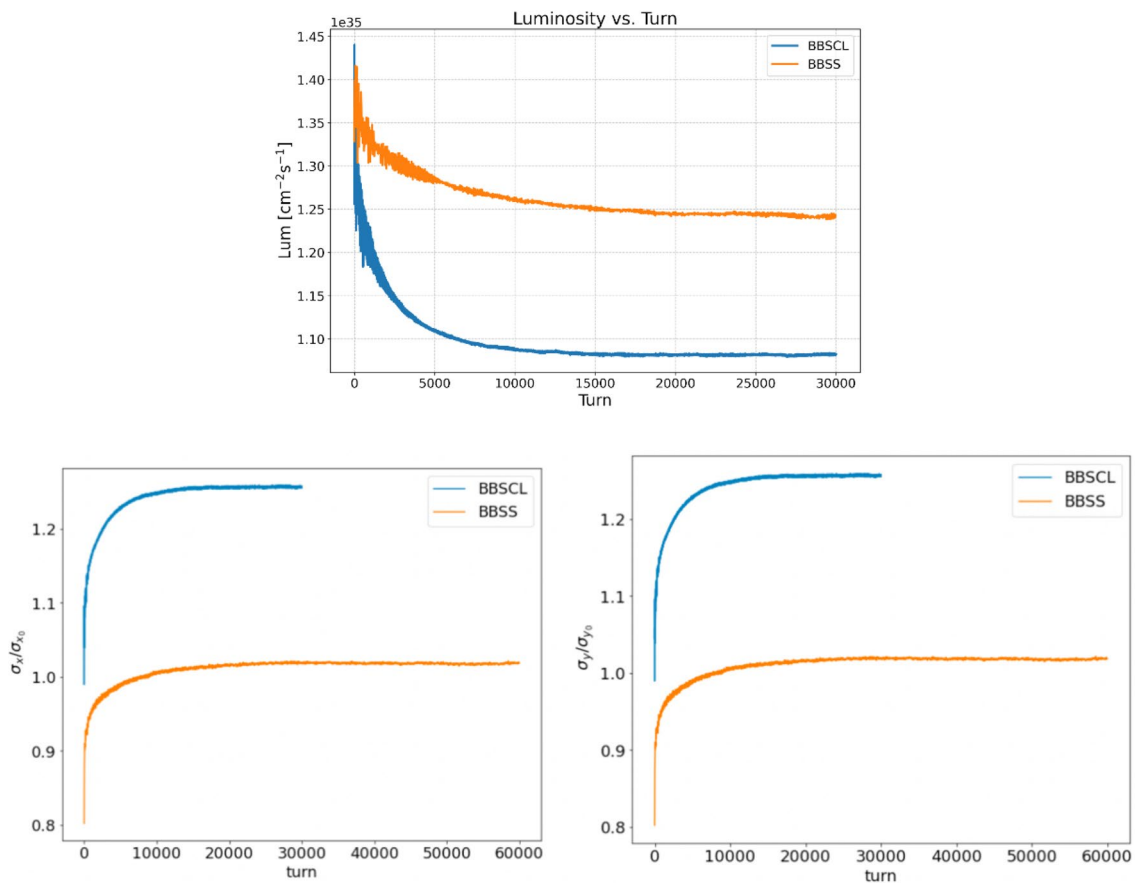 Luminosity vs. Turn
1e35
1.45
1.40
1.35
1.30
1.25
1.20
1.15
1.10
Lum [cm⁻²s⁻¹]
BBSCL
BBSS
0 5000 10000 15000 20000 25000 30000
Turn
1.2
1.1
1.0
0.9
0.8
σx/σx₀
BBSCL
BBSS
0 10000 20000 30000 40000 50000 60000
turn
1.2
1.1
1.0
0.9
0.8
σy/σy₀
BBSCL
BBSS
0 10000 20000 30000 40000 50000 60000
turn